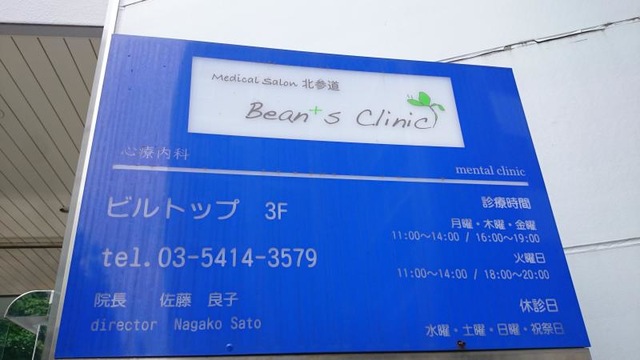 Medical Salon 北参道
Bean+s Clinic
心療内科
mental clinic
ビルトップ 3F
tel.03-5414-3579
院長 佐藤 良子
director Nagako Sato
診療時間
月曜・木曜・金曜
11:00～14:00 / 16:00～19:00
火曜日
11:00～14:00 / 18:00～20:00
休診日
水曜・土曜・日曜・祝祭日